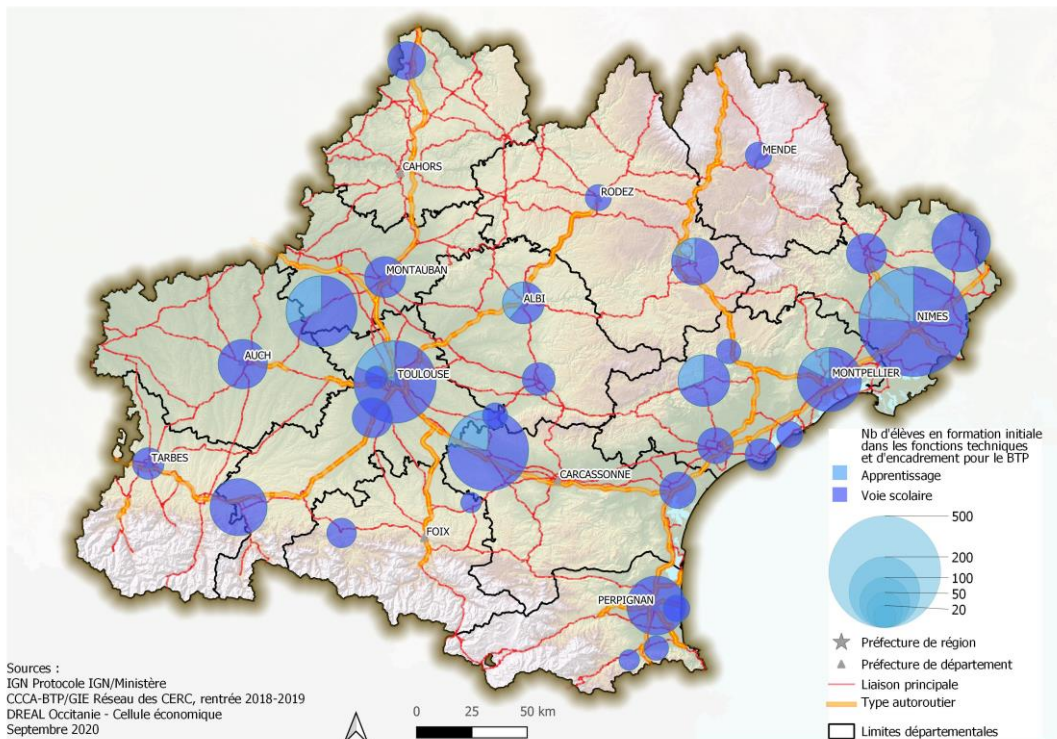 CAHORS
MENDE
RODEZ
MONTAUBAN
ALBI
NIMES
AUCH
TOULOUSE
MONTPELLIER
TARBES
CARCASSONNE
FOIX
PERPIGNAN
Nb d'élèves en formation initiale
dans les fonctions techniques
et d'encadrement pour le BTP
Apprentissage
Voie scolaire
500
200
100
50
20
Préfecture de région
Préfecture de département
Liaison principale
Type autoroutier
Limites départementales
Sources :
IGN Protocole IGN/Ministère
CCCA-BTP/GIE Réseau des CERC, rentrée 2018-2019
DREAL Occitanie - Cellule économique
Septembre 2020
0 25 50 km